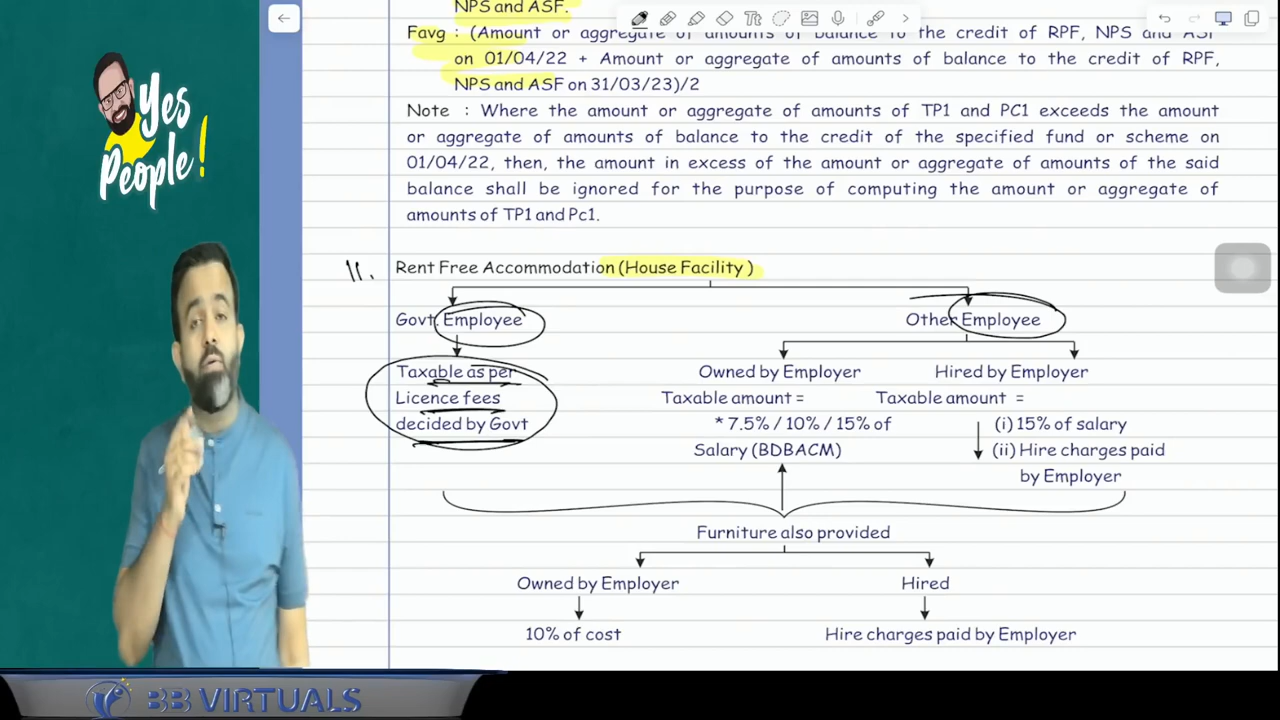 NPS and ASF.
Favg : (Amount or aggregate of amounts of balance to the credit of RPF, NPS and ASF
on 01/04/22 + Amount or aggregate of amounts of balance to the credit of RPF,
NPS and ASF on 31/03/23)/2
Note : Where the amount or aggregate of amounts of TP1 and PC1 exceeds the amount
or aggregate of amounts of balance to the credit of the specified fund or scheme on
01/04/22, then, the amount in excess of the amount or aggregate of amounts of the said
balance shall be ignored for the purpose of computing the amount or aggregate of
amounts of TP1 and Pc1.
Yes
People!
11. Rent Free Accommodation (House Facility )
Govt. Employee
Other Employee
Taxable as per
Licence fees
decided by Govt
Owned by Employer
Taxable amount =
* 7.5% / 10% / 15% of
Salary (BDBACM)
Hired by Employer
Taxable amount =
(i) 15% of salary
(ii) Hire charges paid
by Employer
Furniture also provided
Owned by Employer
Hired
10% of cost
Hire charges paid by Employer
BB VIRTUALS